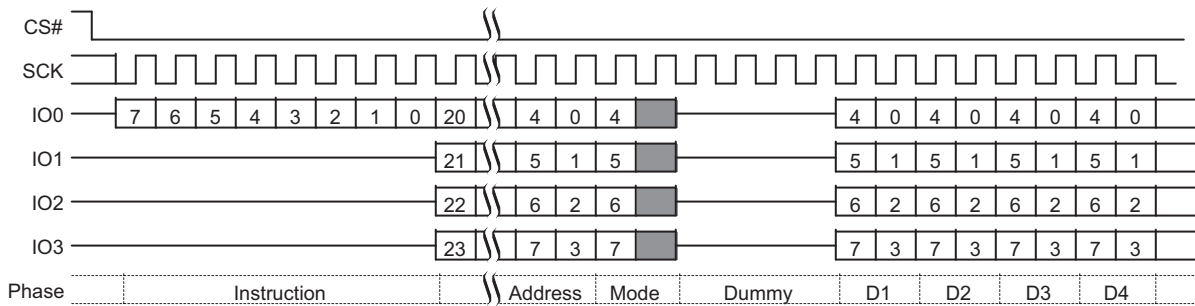 CS#
SCK
IO0 7 6 5 4 3 2 1 0 20 4 0 4 4 0 4 0 4 0 4 0
IO1 21 5 1 5 5 1 5 1 5 1 5 1
IO2 22 6 2 6 6 2 6 2 6 2 6 2
IO3 23 7 3 7 7 3 7 3 7 3 7 3
Phase Instruction Address Mode Dummy D1 D2 D3 D4